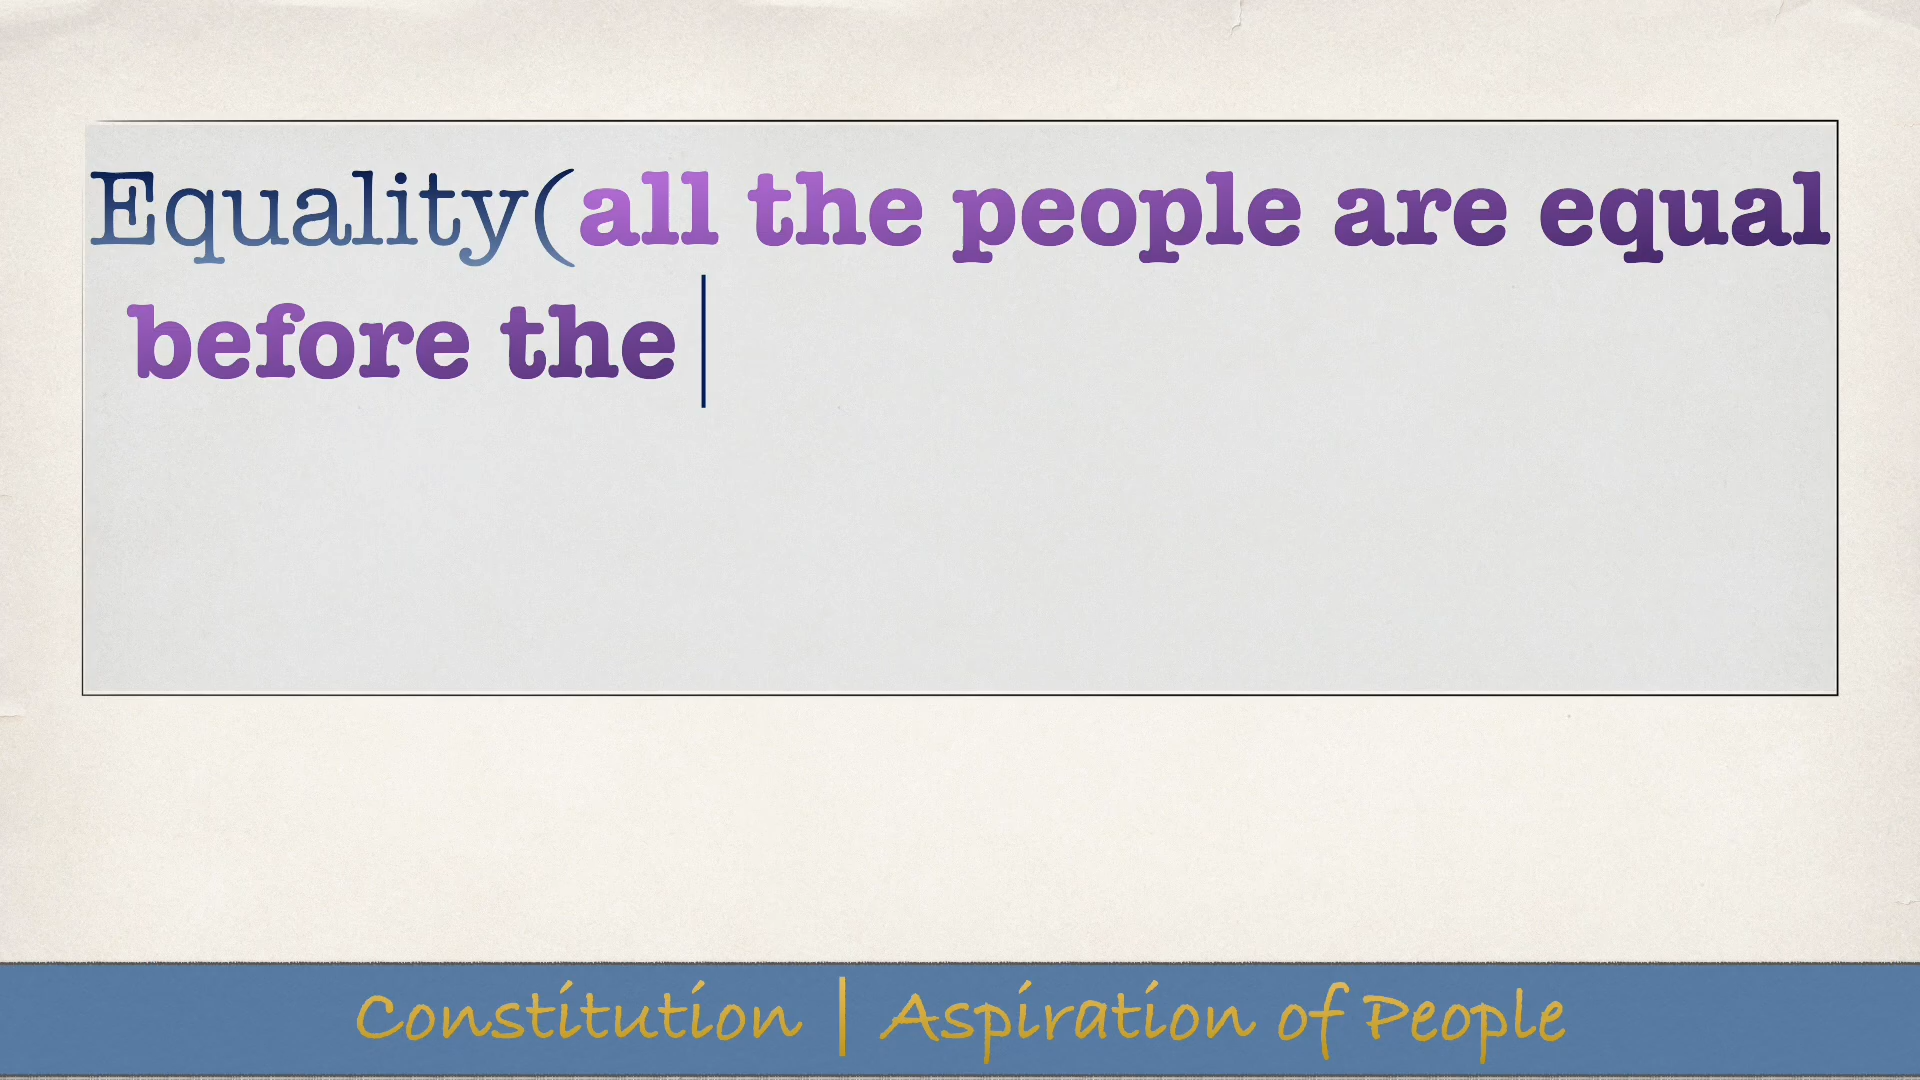 Equality(all the people are equal
before the
Constitution | Aspiration of People